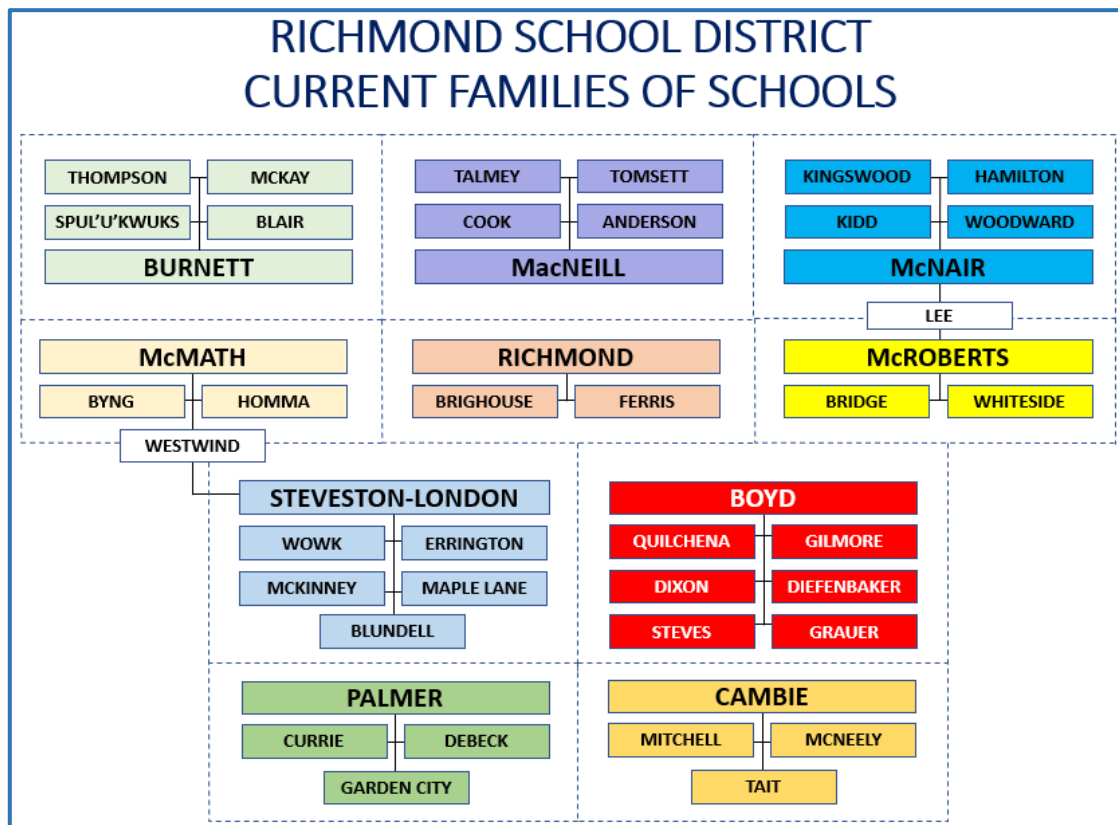 RICHMOND SCHOOL DISTRICT
CURRENT FAMILIES OF SCHOOLS
THOMPSON
MCKAY
SPUL'U'KWUKS
BLAIR
BURNETT
TALMEY
TOMSETT
COOK
ANDERSON
MacNEILL
KINGSWOOD
HAMILTON
KIDD
WOODWARD
McNAIR
LEE
McMATH
BYNG
HOMMA
WESTWIND
RICHMOND
BRIGHOUSE
FERRIS
McROBERTS
BRIDGE
WHITESIDE
STEVESTON-LONDON
WOWK
ERRINGTON
MCKINNEY
MAPLE LANE
BLUNDELL
BOYD
QUILCHENA
GILMORE
DIXON
DIEFENBAKER
STEVES
GRAUER
PALMER
CURRIE
DEBECK
GARDEN CITY
CAMBIE
MITCHELL
MCNEELY
TAIT